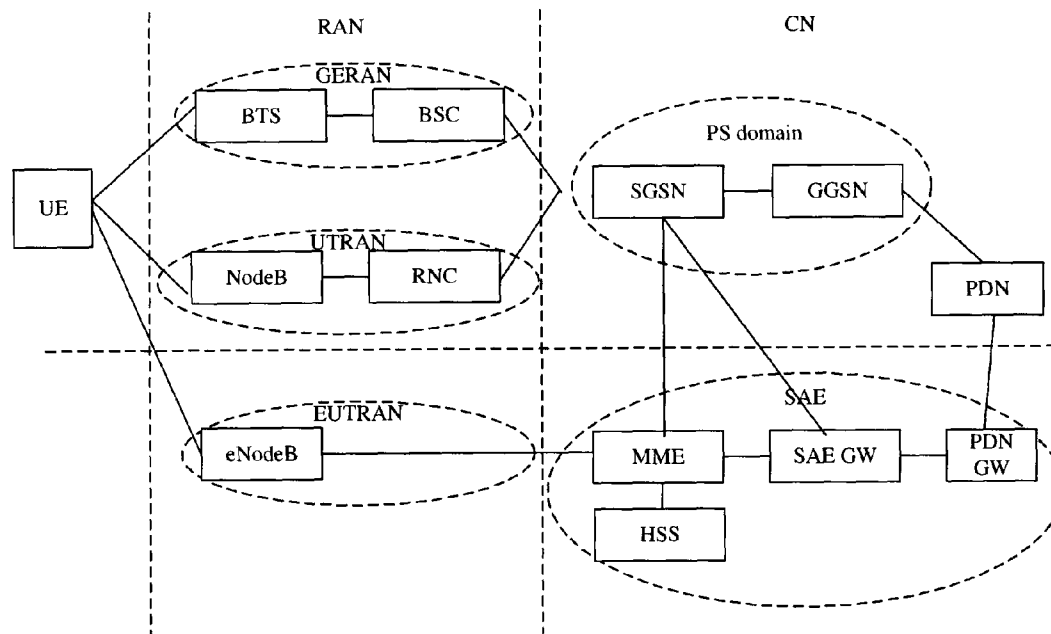 RAN
CN
GERAN
BTS
BSC
PS domain
UE
SGSN
GGSN
UTRAN
NodeB
RNC
PDN
EUTRAN
SAE
eNodeB
MME
SAE GW
PDN
GW
HSS